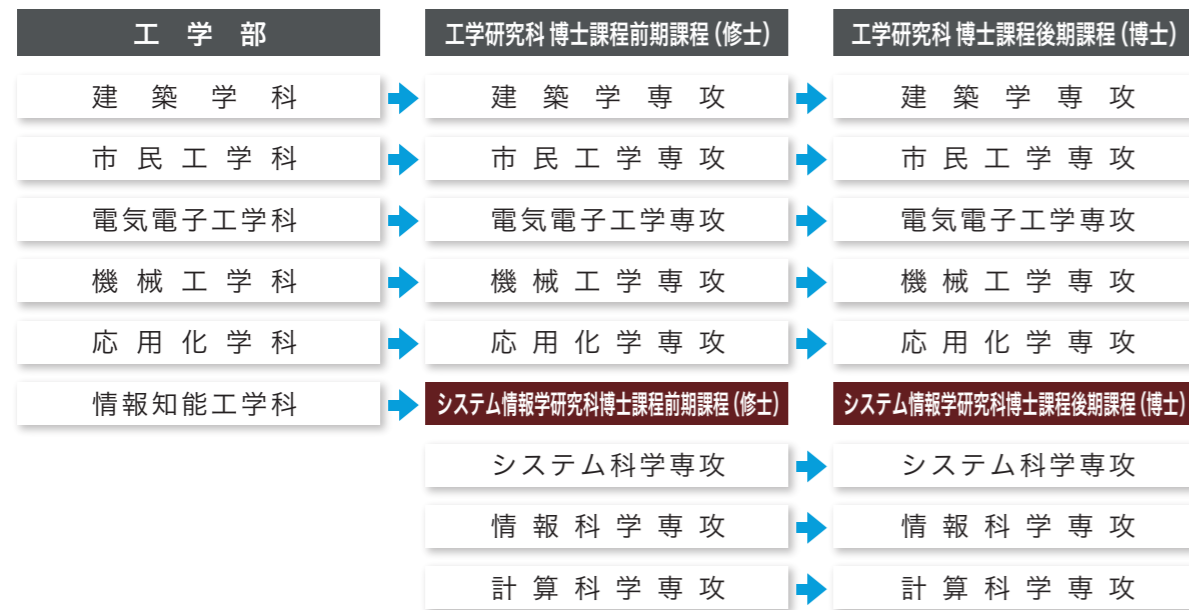 工学部 工学研究科 博士課程前期課程(修士) 工学研究科 博士課程後期課程(博士)
建築学科 建築学専攻 建築学専攻
市民工学科 市民工学専攻 市民工学専攻
電気電子工学科 電気電子工学専攻 電気電子工学専攻
機械工学科 機械工学専攻 機械工学専攻
応用化学科 応用化学専攻 応用化学専攻
情報知能工学科 システム情報学研究科博士課程前期課程(修士) システム情報学研究科博士課程後期課程(博士)
システム科学専攻 システム科学専攻
情報科学専攻 情報科学専攻
計算科学専攻 計算科学専攻